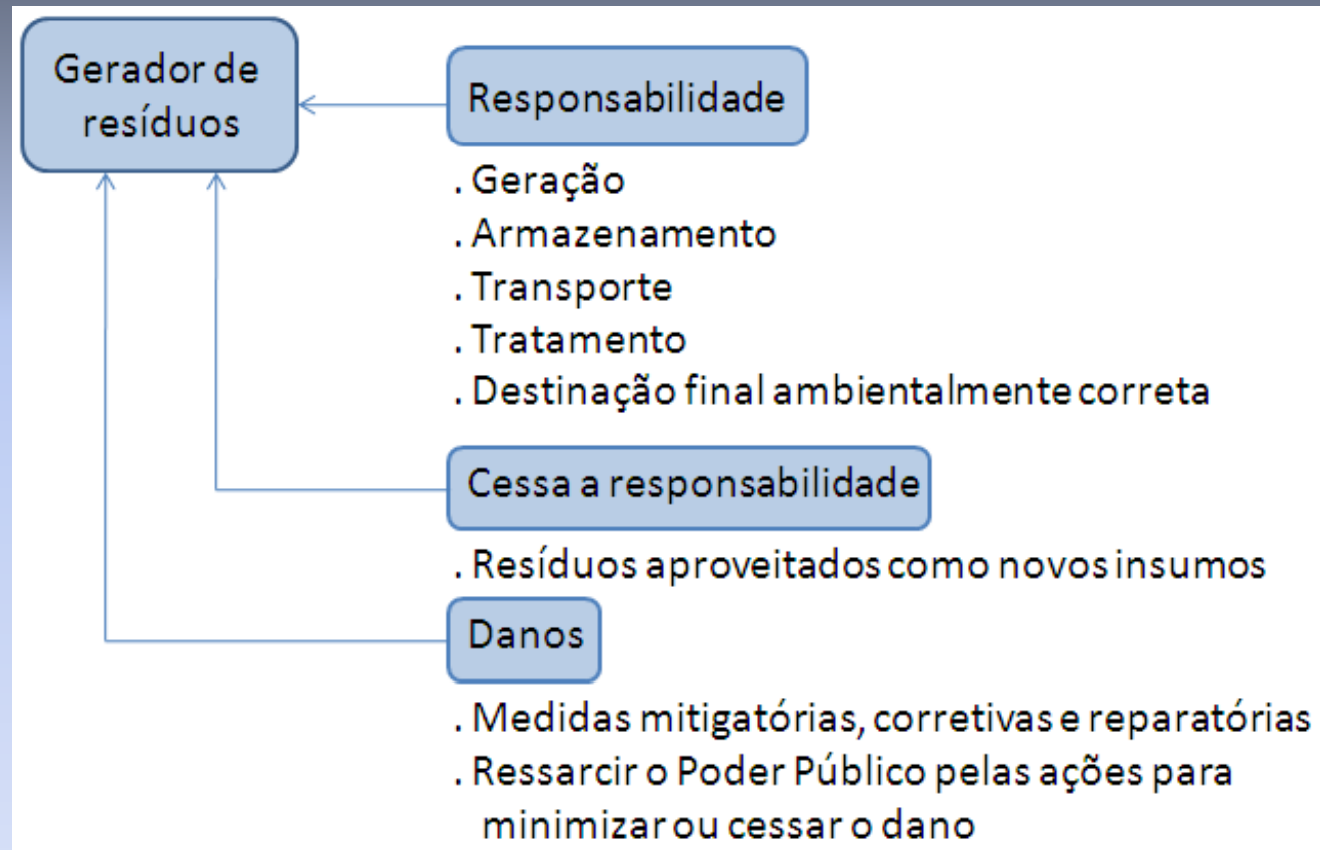 Gerador de
resíduos
Responsabilidade
. Geração
. Armazenamento
. Transporte
. Tratamento
. Destinação final ambientalmente correta
Cessa a responsabilidade
. Resíduos aproveitados como novos insumos
Danos
. Medidas mitigatórias, corretivas e reparatórias
. Ressarcir o Poder Público pelas ações para
minimizar ou cessar o dano